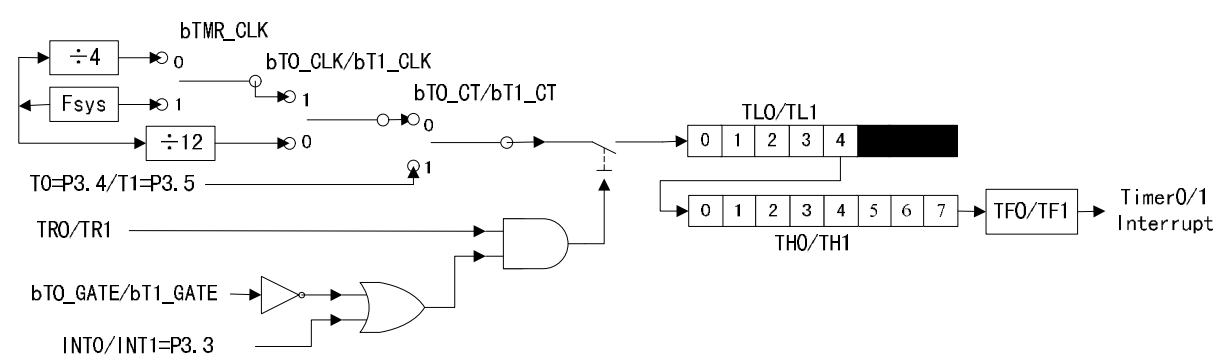 bTMR_CLK
÷4
0
bT0_CLK/bT1_CLK
Fsys
1
1
bT0_CT/bT1_CT
0
÷12
0
TL0/TL1
0 1 2 3 4
1
T0=P3.4/T1=P3.5
0 1 2 3 4 5 6 7
TF0/TF1
Timer0/1
Interrupt
TR0/TR1
TH0/TH1
bT0_GATE/bT1_GATE
INT0/INT1=P3.3